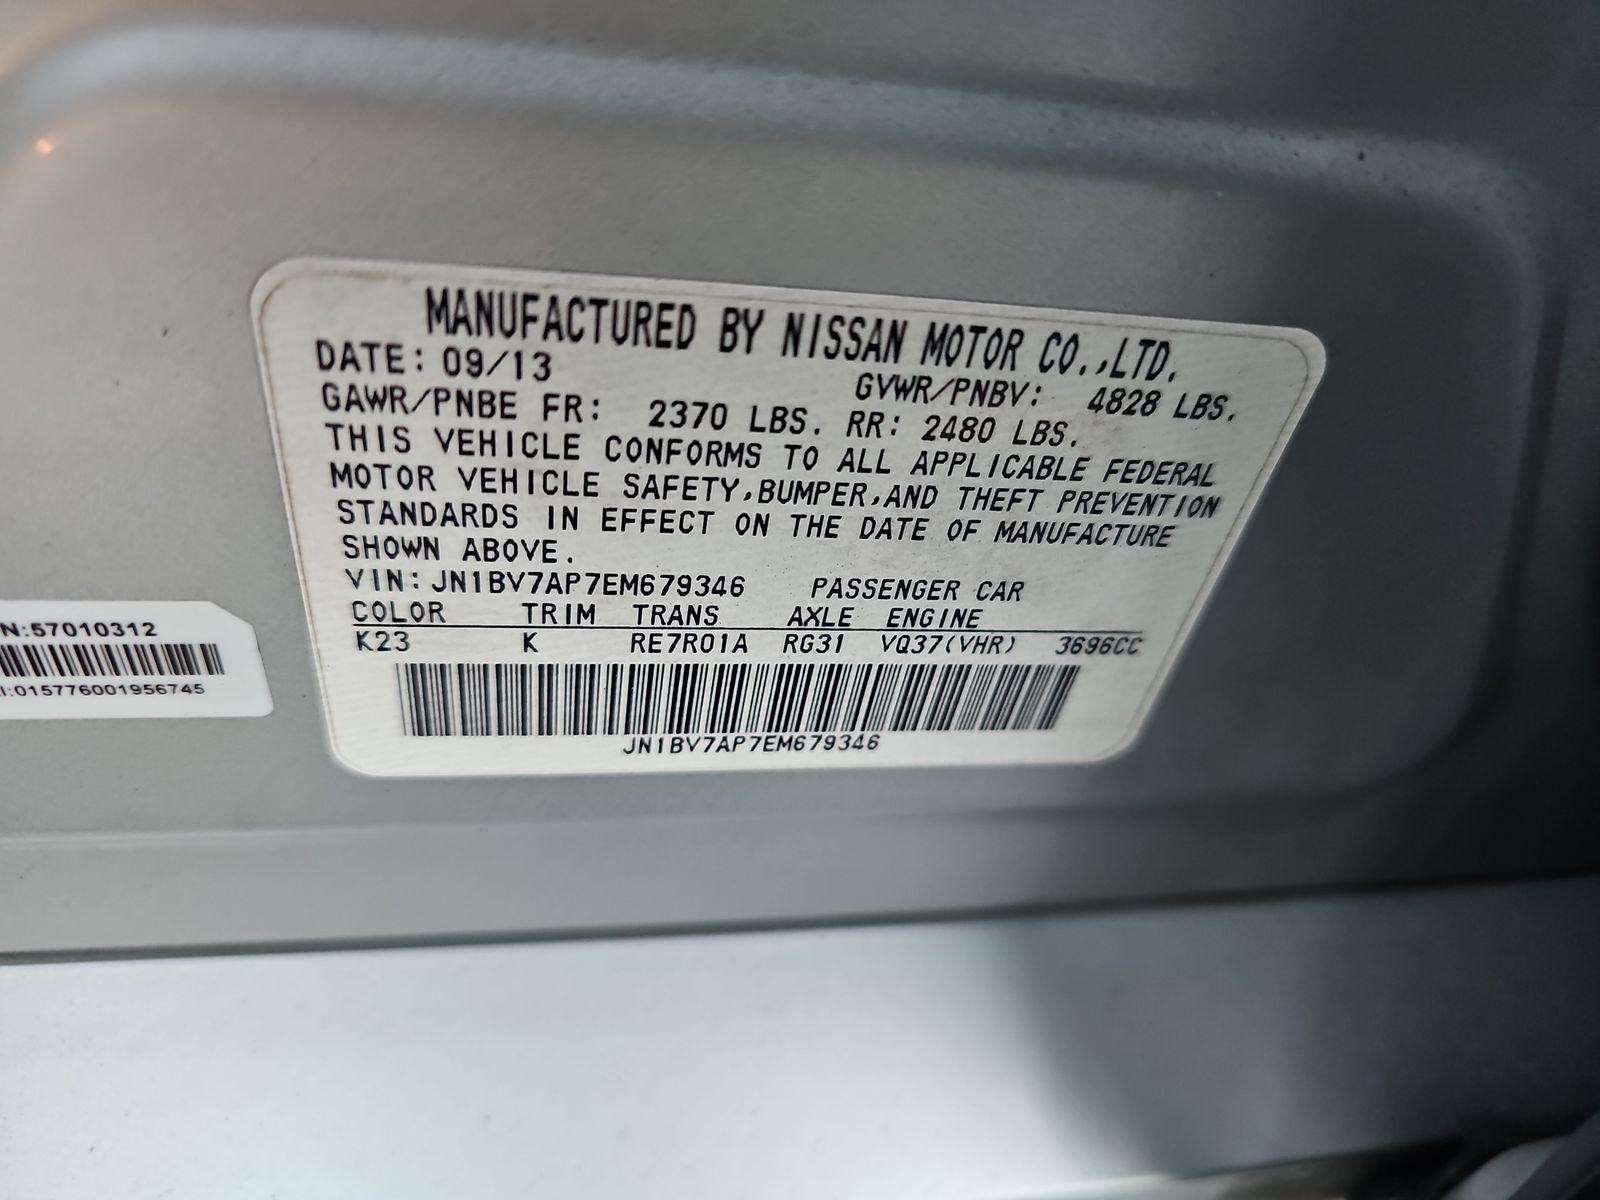 MANUFACTURED BY NISSAN MOTOR CO.,LTD.
DATE: 09/13 GVWR/PNBV: 4828 LBS.
GAWR/PNBE FR: 2370 LBS. RR: 2480 LBS.
THIS VEHICLE CONFORMS TO ALL APPLICABLE FEDERAL
MOTOR VEHICLE SAFETY,BUMPER,AND THEFT PREVENTION
STANDARDS IN EFFECT ON THE DATE OF MANUFACTURE
SHOWN ABOVE.
VIN: JN1BV7AP7EM679346 PASSENGER CAR
COLOR TRIM TRANS AXLE ENGINE
K23 K RE7R01A RG31 VQ37(VHR) 3696CC
JN1BV7AP7EM679346
N:57010312
I:015776001956745